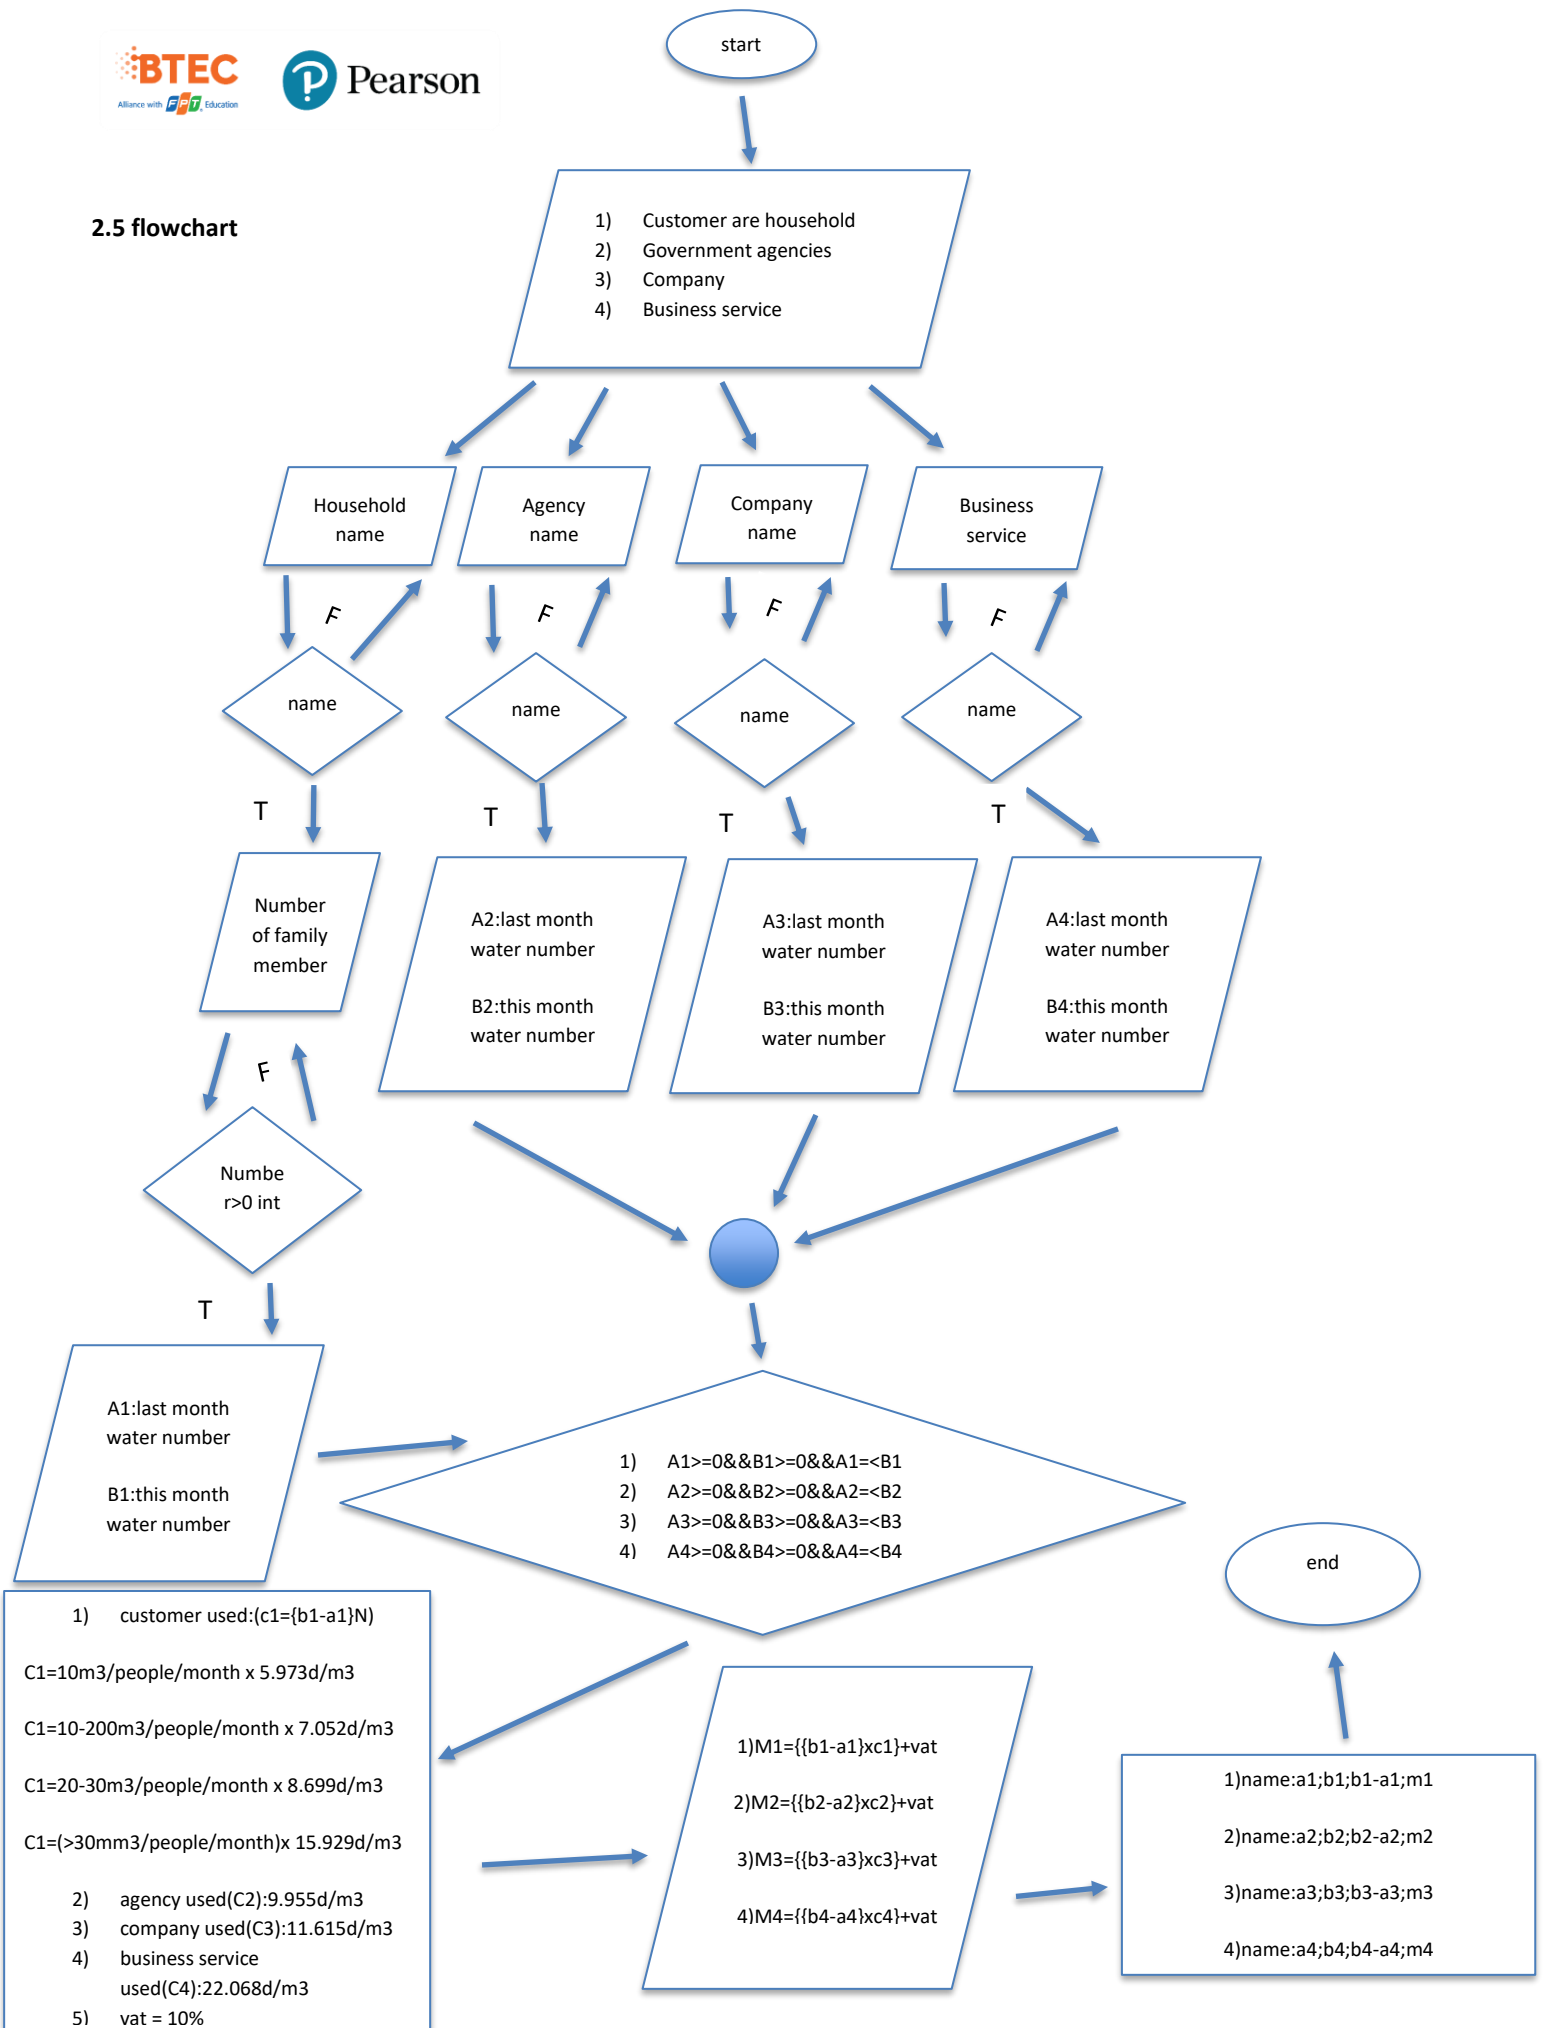 BTEC
Alliance with FPT. Education
Pearson
start
2.5 flowchart
1) Customer are household
2) Government agencies
3) Company
4) Business service
Household
name
Agency
name
Company
name
Business
service
F
F
F
F
name
name
name
name
T
T
T
T
Number
of family
member
A2:last month
water number
B2:this month
water number
A3:last month
water number
B3:this month
water number
A4:last month
water number
B4:this month
water number
F
Numbe
r>0 int
T
A1:last month
water number
B1:this month
water number
1) A1>=0&&B1>=0&&A1=<B1
2) A2>=0&&B2>=0&&A2=<B2
3) A3>=0&&B3>=0&&A3=<B3
4) A4>=0&&B4>=0&&A4=<B4
end
1) customer used:(c1={b1-a1}N)
C1=10m3/people/month x 5.973d/m3
C1=10-200m3/people/month x 7.052d/m3
C1=20-30m3/people/month x 8.699d/m3
C1=(>30mm3/people/month)x 15.929d/m3
2) agency used(C2):9.955d/m3
3) company used(C3):11.615d/m3
4) business service
used(C4):22.068d/m3
5) vat = 10%
1)M1={{b1-a1}xc1}+vat
2)M2={{b2-a2}xc2}+vat
3)M3={{b3-a3}xc3}+vat
4)M4={{b4-a4}xc4}+vat
1)name:a1;b1;b1-a1;m1
2)name:a2;b2;b2-a2;m2
3)name:a3;b3;b3-a3;m3
4)name:a4;b4;b4-a4;m4